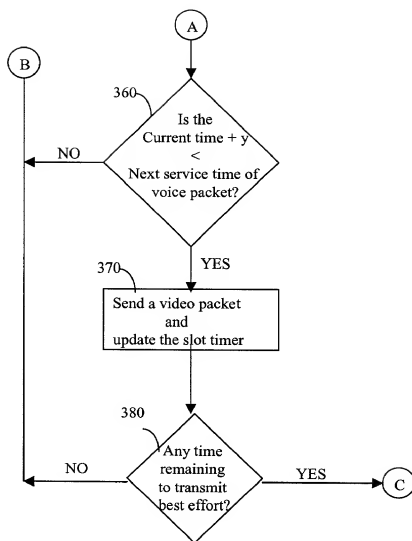 A
B
360
Is the
Current time + y
<
Next service time of
voice packet?
NO
YES
370
Send a video packet
and
update the slot timer
380
Any time
remaining
to transmit
best effort?
NO
YES
C